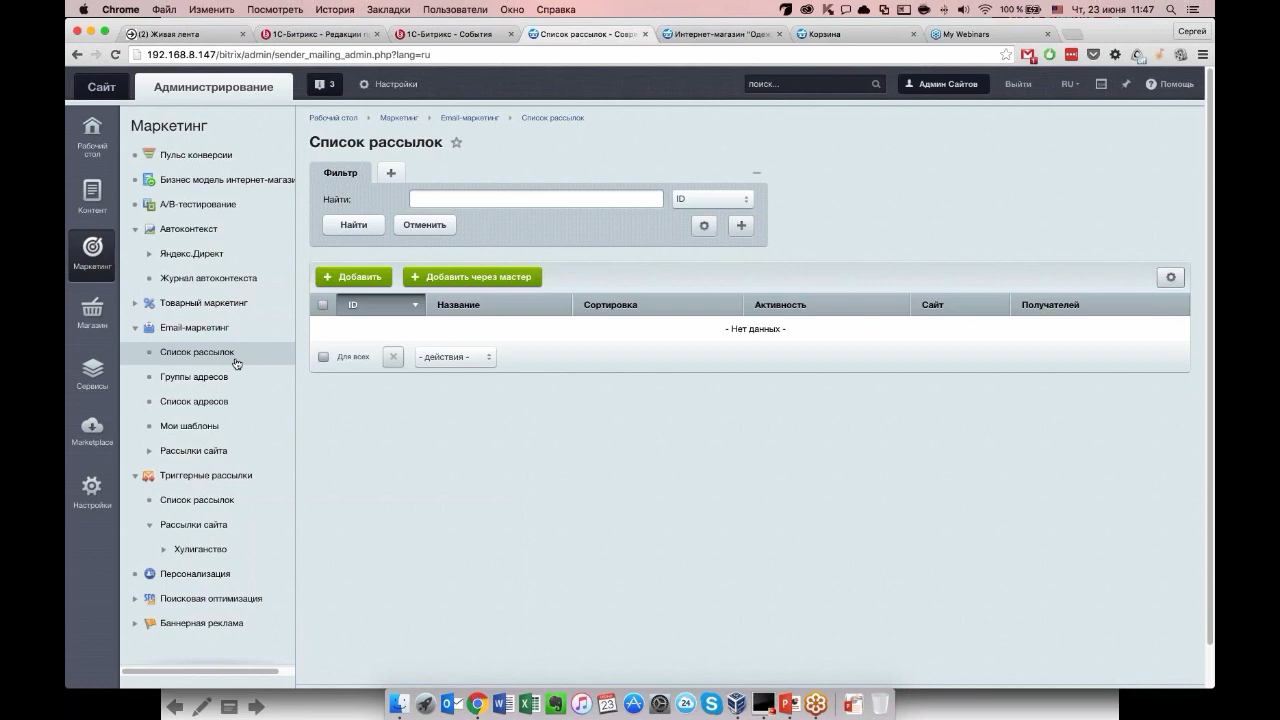 Chrome Файл Изменить Посмотреть История Закладки Пользователи Окно Справка 100 % Чт, 23 июня 11:47
(2) Живая лента 1С-Битрикс - Редакции 1С-Битрикс - События Список рассылок - Совре Интернет-магазин "Одеж Корзина My Webinars Сергей
192.168.8.147/bitrix/admin/sender_mailing_admin.php?lang=ru
Сайт Администрирование 3 Настройки поиск... Админ Сайтов Выйти RU Помощь
Рабочий стол
Контент
Маркетинг
Магазин
Сервисы
Marketplace
Настройки
Маркетинг
Пульс конверсии
Бизнес модель интернет-магази
A/B-тестирование
Автоконтекст
Яндекс.Директ
Журнал автоконтекста
Товарный маркетинг
Email-маркетинг
Список рассылок
Группы адресов
Список адресов
Мои шаблоны
Рассылки сайта
Триггерные рассылки
Список рассылок
Рассылки сайта
Хулиганство
Персонализация
Поисковая оптимизация
Баннерная реклама
Рабочий стол Маркетинг Email-маркетинг Список рассылок
Список рассылок
Фильтр
Найти: ID
Найти Отменить
Добавить Добавить через мастер
ID Название Сортировка Активность Сайт Получателей
- Нет данных -
Для всех - действия -